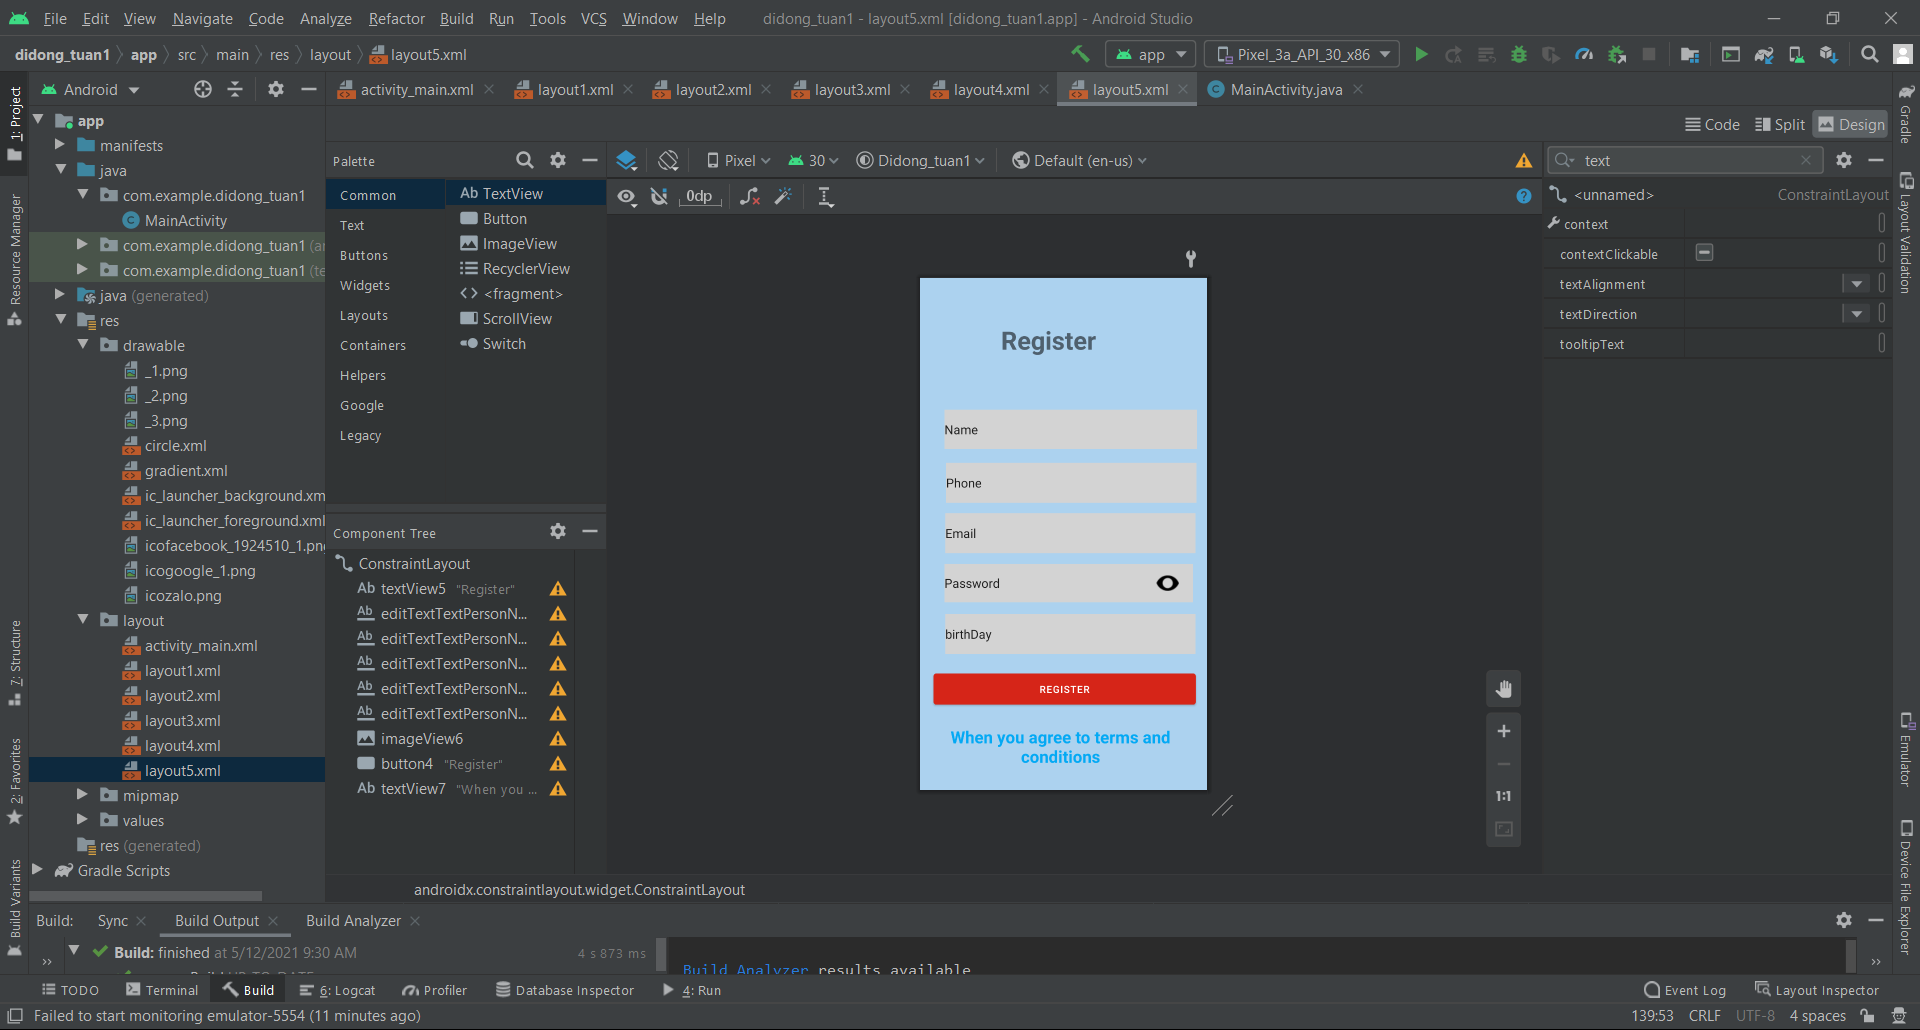 File Edit View Navigate Code Analyze Refactor Build Run Tools VCS Window Help didong_tuan1 - layout5.xml [didong_tuan1.app] - Android Studio
didong_tuan1 app src main res layout layout5.xml app Pixel_3a_API_30_x86
Android activity_main.xml layout1.xml layout2.xml layout3.xml layout4.xml layout5.xml MainActivity.java
Code Split Design
1: Project
Resource Manager
7: Structure
2: Favorites
Build Variants
app
manifests
java
com.example.didong_tuan1
MainActivity
com.example.didong_tuan1 (ar
com.example.didong_tuan1 (te
java (generated)
res
drawable
_1.png
_2.png
_3.png
circle.xml
gradient.xml
ic_launcher_background.xm
ic_launcher_foreground.xml
icofacebook_1924510_1.png
icogoogle_1.png
icozalo.png
layout
activity_main.xml
layout1.xml
layout2.xml
layout3.xml
layout4.xml
layout5.xml
mipmap
values
res (generated)
Gradle Scripts
Palette
Common
Text
Buttons
Widgets
Layouts
Containers
Helpers
Google
Legacy
Ab TextView
Button
ImageView
RecyclerView
<> <fragment>
ScrollView
Switch
Component Tree
ConstraintLayout
Ab textView5 "Register"
Ab editTextTextPersonN...
Ab editTextTextPersonN...
Ab editTextTextPersonN...
Ab editTextTextPersonN...
Ab editTextTextPersonN...
imageView6
button4 "Register"
Ab textView7 "When you ...
Pixel 30 Didong_tuan1 Default (en-us)
0dp
Register
Name
Phone
Email
Password
birthDay
REGISTER
When you agree to terms and
conditions
1:1
androidx.constraintlayout.widget.ConstraintLayout
text
<unnamed> ConstraintLayout
context
contextClickable
textAlignment
textDirection
tooltipText
Gradle
Layout Validation
Emulator
Device File Explorer
Build: Sync Build Output Build Analyzer
Build: finished at 5/12/2021 9:30 AM 4 s 873 ms
Build Analyzer results available
TODO Terminal Build 6: Logcat Profiler Database Inspector 4: Run Event Log Layout Inspector
Failed to start monitoring emulator-5554 (11 minutes ago) 139:53 CRLF UTF-8 4 spaces